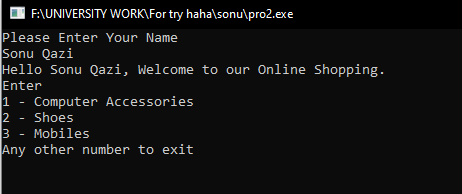 F:\UNIVERSITY WORK\For try haha\sonu\pro2.exe
Please Enter Your Name
Sonu Qazi
Hello Sonu Qazi, Welcome to our Online Shopping.
Enter
1 - Computer Accessories
2 - Shoes
3 - Mobiles
Any other number to exit